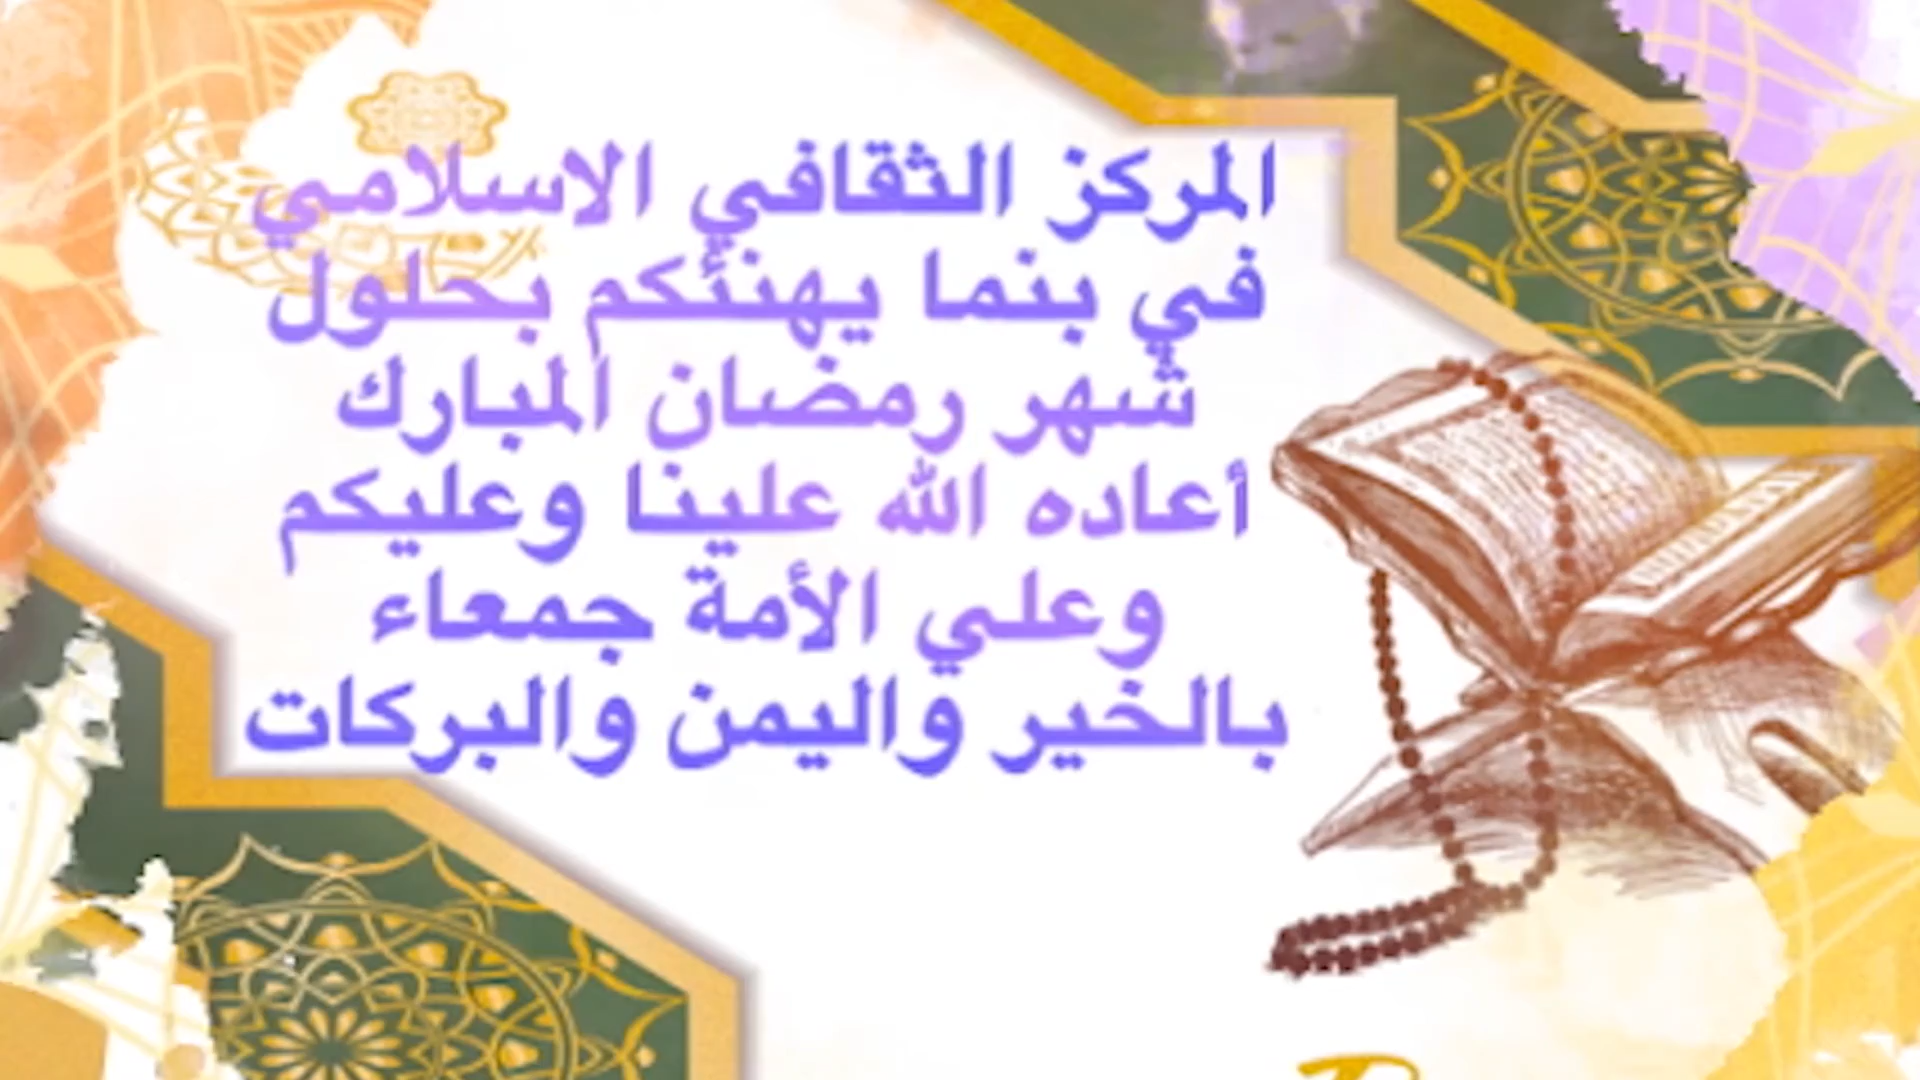 المركز الثقافي الاسلامي
في بنما يهنئكم بحلول
شهر رمضان المبارك
أعاده الله علينا وعليكم
وعلي الأمة جمعاء
بالخير واليمن والبركات